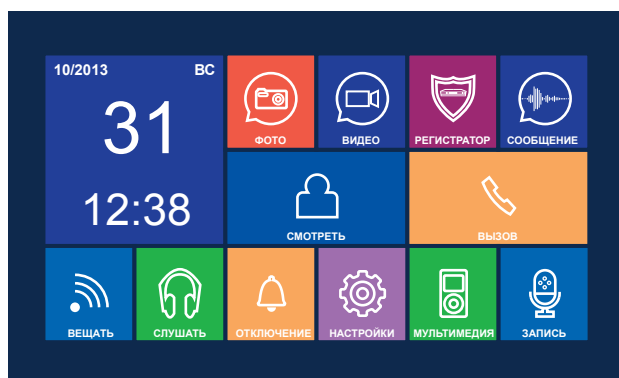 10/2013 ВС
31
12:38
ФОТО
ВИДЕО
РЕГИСТРАТОР
СООБЩЕНИЕ
СМОТРЕТЬ
ВЫЗОВ
ВЕЩАТЬ
СЛУШАТЬ
ОТКЛЮЧЕНИЕ
НАСТРОЙКИ
МУЛЬТИМЕДИЯ
ЗАПИСЬ